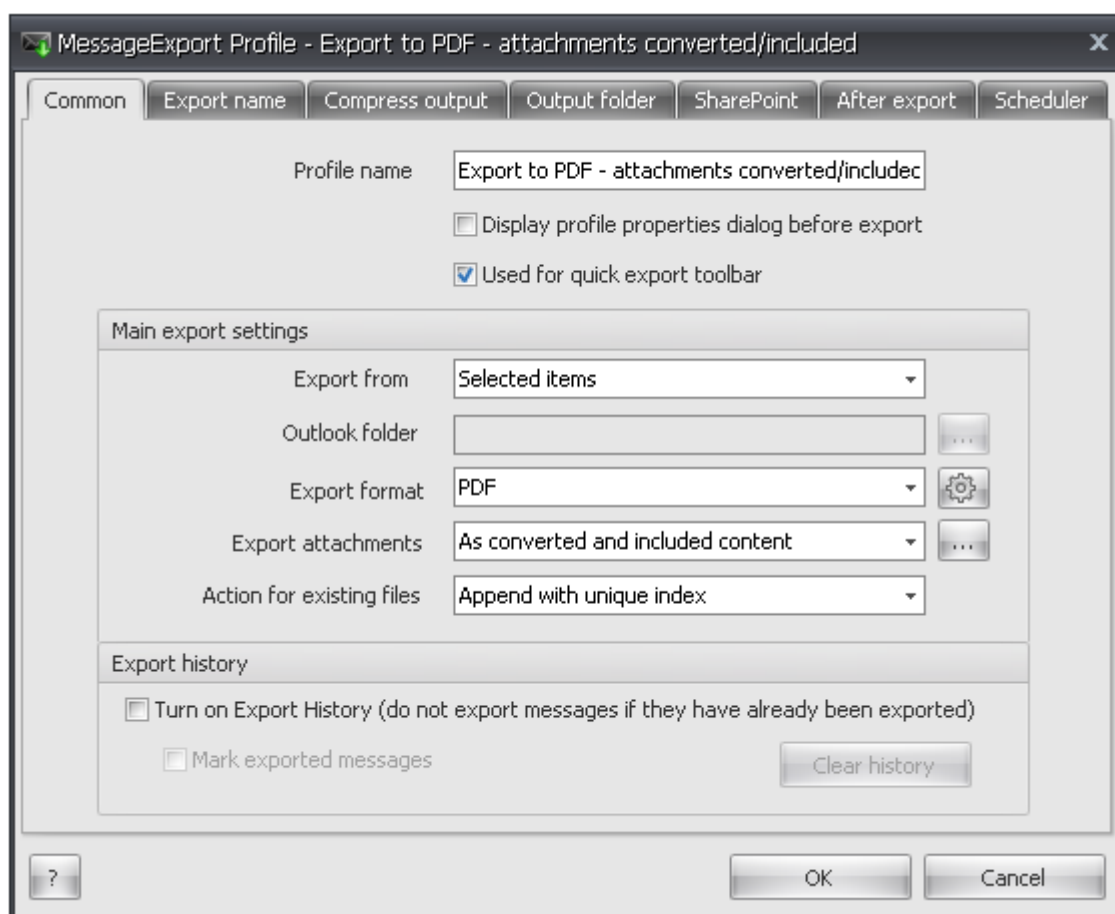 MessageExport Profile - Export to PDF - attachments converted/included x
Common Export name Compress output Output folder SharePoint After export Scheduler
Profile name Export to PDF - attachments converted/includec
Display profile properties dialog before export
Used for quick export toolbar
Main export settings
Export from Selected items
Outlook folder ...
Export format PDF
Export attachments As converted and included content ...
Action for existing files Append with unique index
Export history
Turn on Export History (do not export messages if they have already been exported)
Mark exported messages Clear history
? OK Cancel